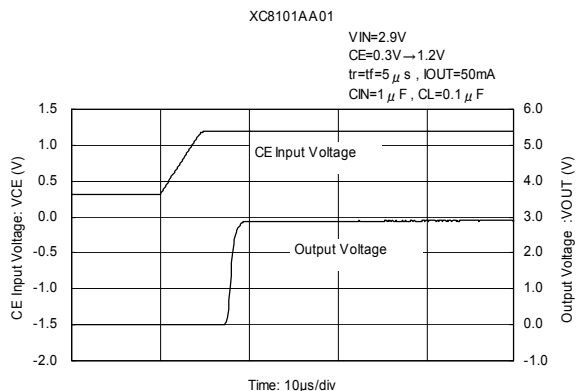 XC8101AA01
VIN=2.9V
CE=0.3V→1.2V
tr=tf=5μs , IOUT=50mA
CIN=1μF , CL=0.1μF
CE Input Voltage: VCE (V)
1.5
1.0
0.5
0.0
-0.5
-1.0
-1.5
-2.0
CE Input Voltage
Output Voltage
6.0
5.0
4.0
3.0
2.0
1.0
0.0
-1.0
Output Voltage :VOUT (V)
Time: 10μs/div